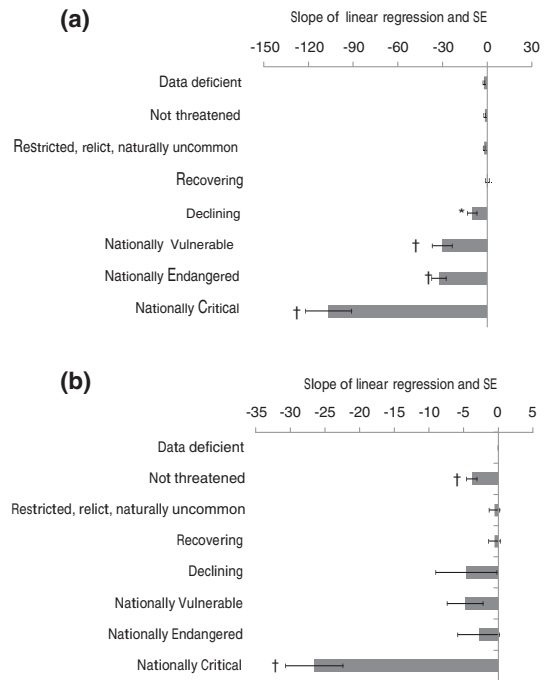 (a)
Slope of linear regression and SE
-150 -120 -90 -60 -30 0 30
Data deficient
Not threatened
Restricted, relict, naturally uncommon
Recovering
Declining *
Nationally Vulnerable †
Nationally Endangered †
Nationally Critical †
(b)
Slope of linear regression and SE
-35 -30 -25 -20 -15 -10 -5 0 5
Data deficient
Not threatened †
Restricted, relict, naturally uncommon
Recovering
Declining
Nationally Vulnerable
Nationally Endangered
Nationally Critical †